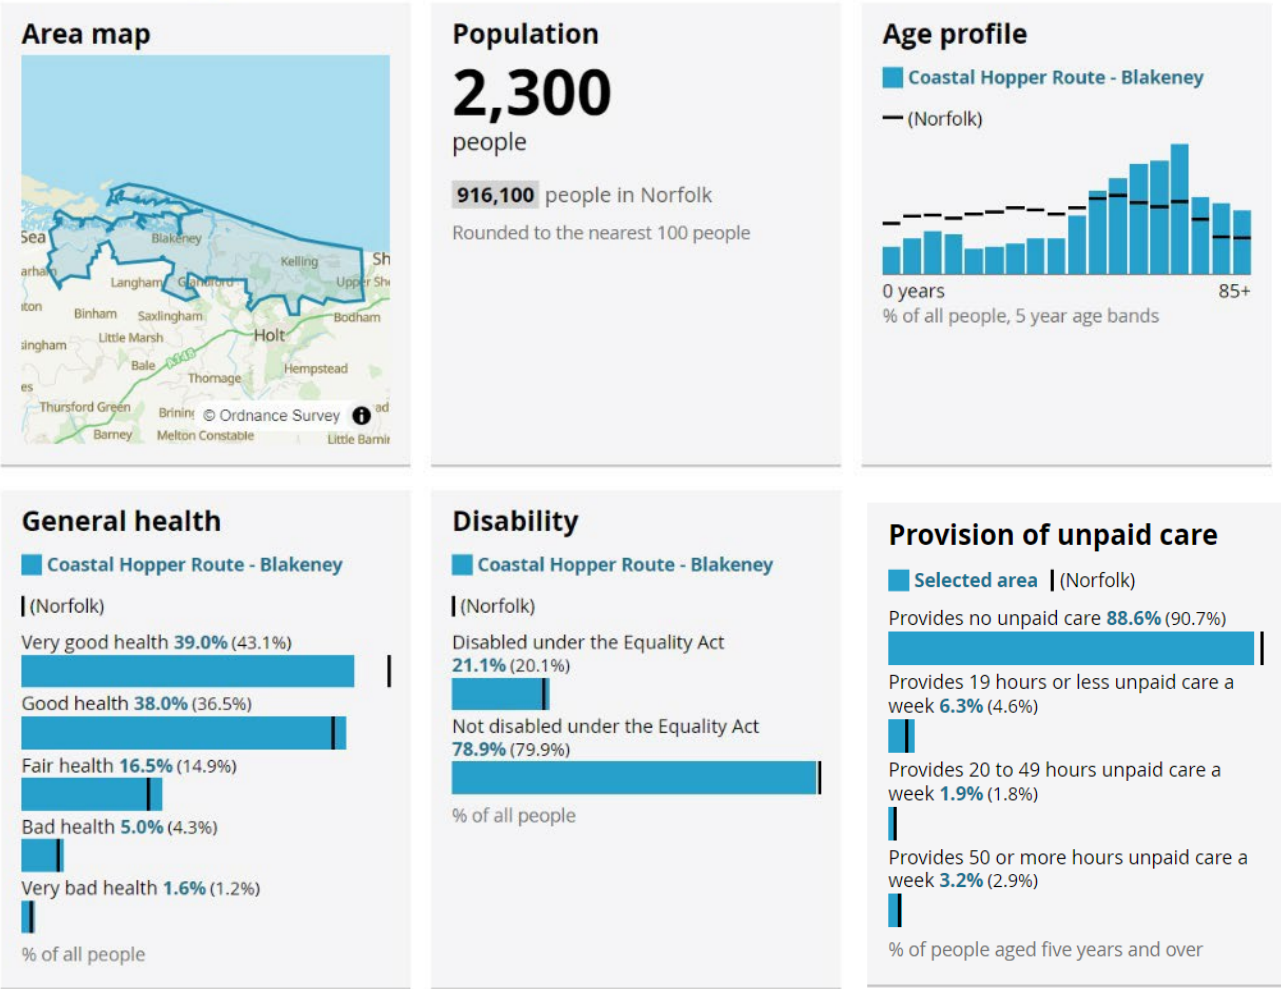 Area map
Sea
Blakeney
Kelling
Sh
arham
Langham
Glandford
Upper She
ton
Binham
Saxlingham
Bodham
Little Marsh
Holt
singham
Bale
A148
Hempstead
Thornage
es
Thursford Green
Brining
© Ordnance Survey
ad
Barney
Melton Constable
Little Barnin
Population
2,300
people
916,100 people in Norfolk
Rounded to the nearest 100 people
Age profile
Coastal Hopper Route - Blakeney
(Norfolk)
0 years
85+
% of all people, 5 year age bands
General health
Coastal Hopper Route - Blakeney
(Norfolk)
Very good health 39.0% (43.1%)
Good health 38.0% (36.5%)
Fair health 16.5% (14.9%)
Bad health 5.0% (4.3%)
Very bad health 1.6% (1.2%)
% of all people
Disability
Coastal Hopper Route - Blakeney
(Norfolk)
Disabled under the Equality Act
21.1% (20.1%)
Not disabled under the Equality Act
78.9% (79.9%)
% of all people
Provision of unpaid care
Selected area (Norfolk)
Provides no unpaid care 88.6% (90.7%)
Provides 19 hours or less unpaid care a
week 6.3% (4.6%)
Provides 20 to 49 hours unpaid care a
week 1.9% (1.8%)
Provides 50 or more hours unpaid care a
week 3.2% (2.9%)
% of people aged five years and over